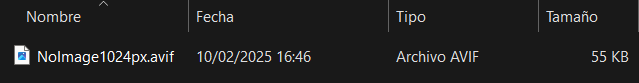 Nombre Fecha Tipo Tamaño
NoImage1024px.avif 10/02/2025 16:46 Archivo AVIF 55 KB